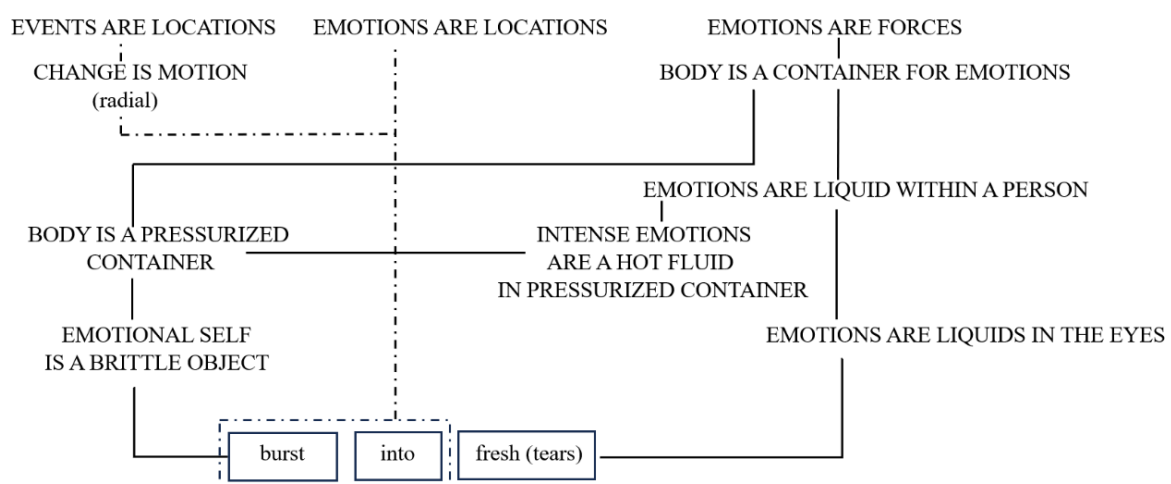 EVENTS ARE LOCATIONS
EMOTIONS ARE LOCATIONS
EMOTIONS ARE FORCES
CHANGE IS MOTION
(radial)
BODY IS A CONTAINER FOR EMOTIONS
EMOTIONS ARE LIQUID WITHIN A PERSON
BODY IS A PRESSURIZED
CONTAINER
INTENSE EMOTIONS
ARE A HOT FLUID
IN PRESSURIZED CONTAINER
EMOTIONAL SELF
IS A BRITTLE OBJECT
EMOTIONS ARE LIQUIDS IN THE EYES
burst
into
fresh (tears)